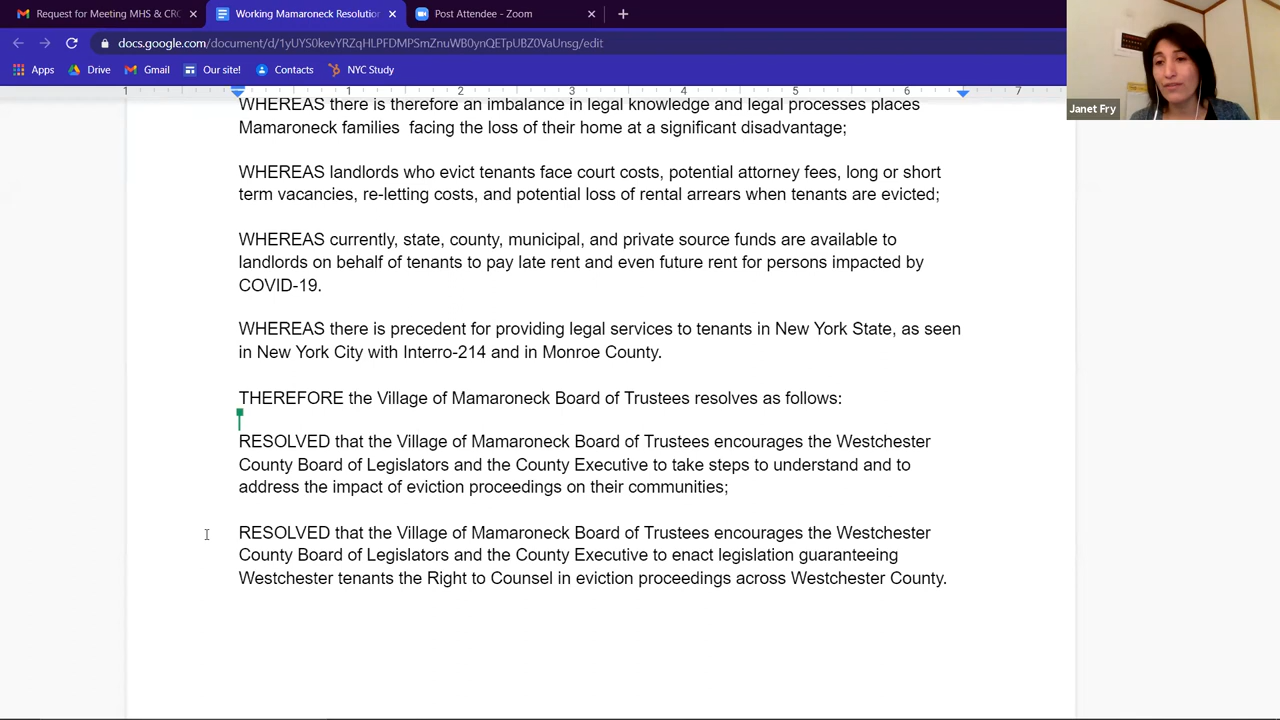 Request for Meeting MHS & CRC
Working Mamaroneck Resolution
Post Attendee - Zoom
docs.google.com/document/d/1yUYS0kevYRZqHLPFDMPSmZnuWB0ynQETpUBZ0VaUnsg/edit
Apps
Drive
Gmail
Our site!
Contacts
NYC Study
Janet Fry
1 1 2 3 4 5 6 7
WHEREAS there is therefore an imbalance in legal knowledge and legal processes places
Mamaroneck families facing the loss of their home at a significant disadvantage;
WHEREAS landlords who evict tenants face court costs, potential attorney fees, long or short
term vacancies, re-letting costs, and potential loss of rental arrears when tenants are evicted;
WHEREAS currently, state, county, municipal, and private source funds are available to
landlords on behalf of tenants to pay late rent and even future rent for persons impacted by
COVID-19.
WHEREAS there is precedent for providing legal services to tenants in New York State, as seen
in New York City with Interro-214 and in Monroe County.
THEREFORE the Village of Mamaroneck Board of Trustees resolves as follows:
RESOLVED that the Village of Mamaroneck Board of Trustees encourages the Westchester
County Board of Legislators and the County Executive to take steps to understand and to
address the impact of eviction proceedings on their communities;
RESOLVED that the Village of Mamaroneck Board of Trustees encourages the Westchester
County Board of Legislators and the County Executive to enact legislation guaranteeing
Westchester tenants the Right to Counsel in eviction proceedings across Westchester County.